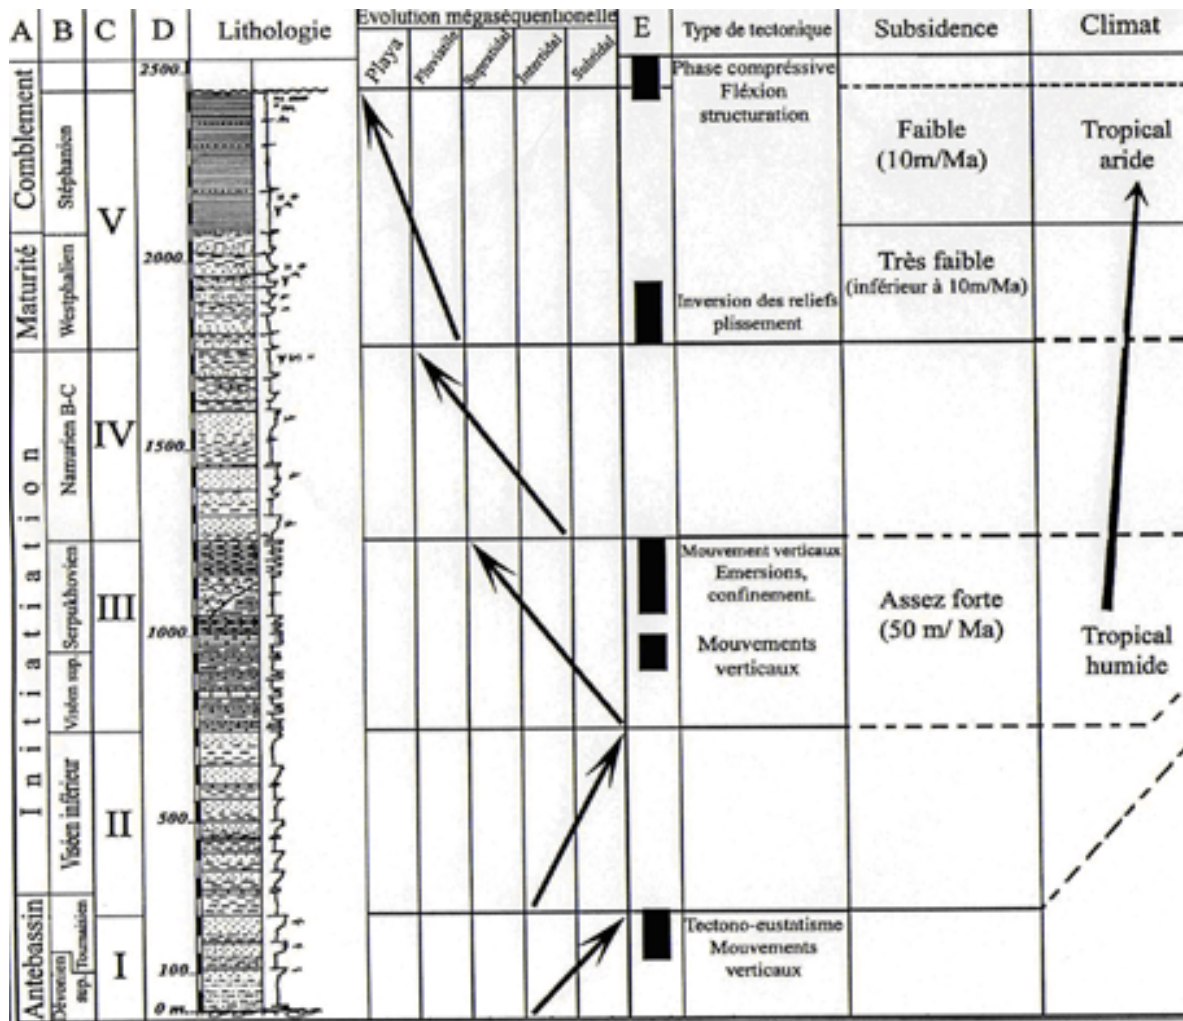 A
B
C
D
Lithologie
Evolution mégaséquentionelle
Playa
Fluviatile
Supratidal
Intertidal
Subtidal
E
Type de tectonique
Subsidence
Climat
Comblement
Maturité
Initiatiation
Antebassin
Stéphanien
Westphalien
Namurien B-C
Serpukhovien
Viséen sup.
Viséen inférieur
Tournaisien
Dévonien
sup.
V
IV
III
II
I
2500
2000
1500
1000
500
100
0 m
Phase compréssive
Fléxion
structuration
Inversion des reliefs
plissement
Mouvement verticaux
Emersions,
confinement.
Mouvements
verticaux
Tectono-eustatisme
Mouvements
verticaux
Faible
(10m/Ma)
Très faible
(inférieur à 10m/Ma)
Assez forte
(50 m/ Ma)
Tropical
aride
Tropical
humide